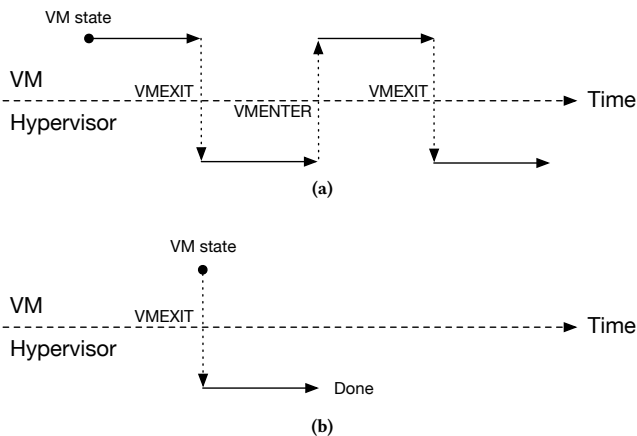 VM state
VM
VMEXIT
VMENTER
VMEXIT
Time
Hypervisor
(a)
VM state
VM
VMEXIT
Time
Hypervisor
Done
(b)